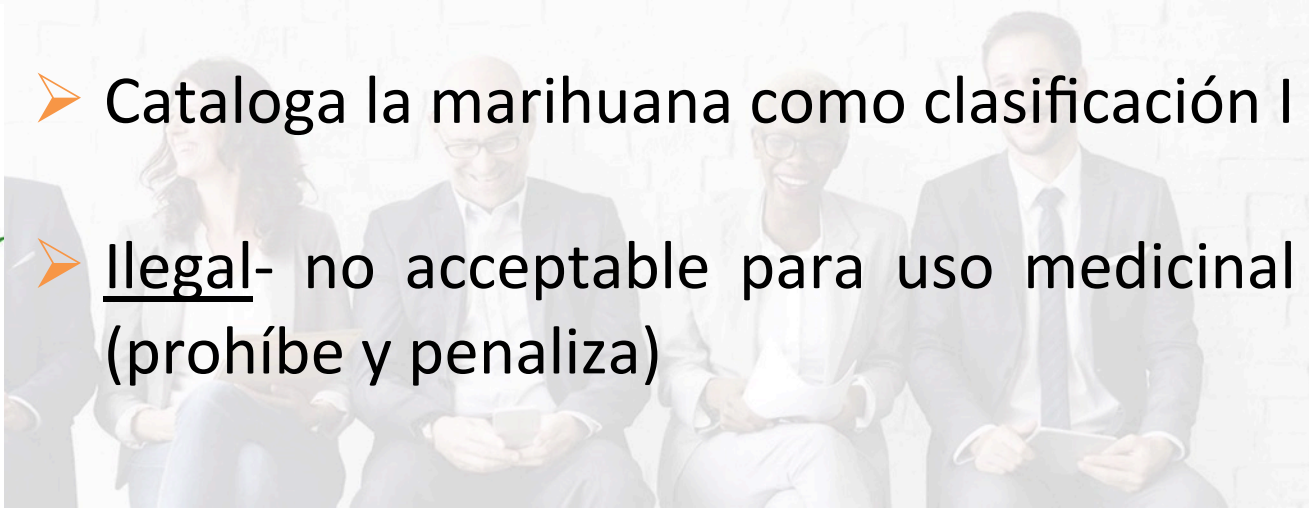 Cataloga la marihuana como clasificación I
Ilegal- no acceptable para uso medicinal
(prohíbe y penaliza)